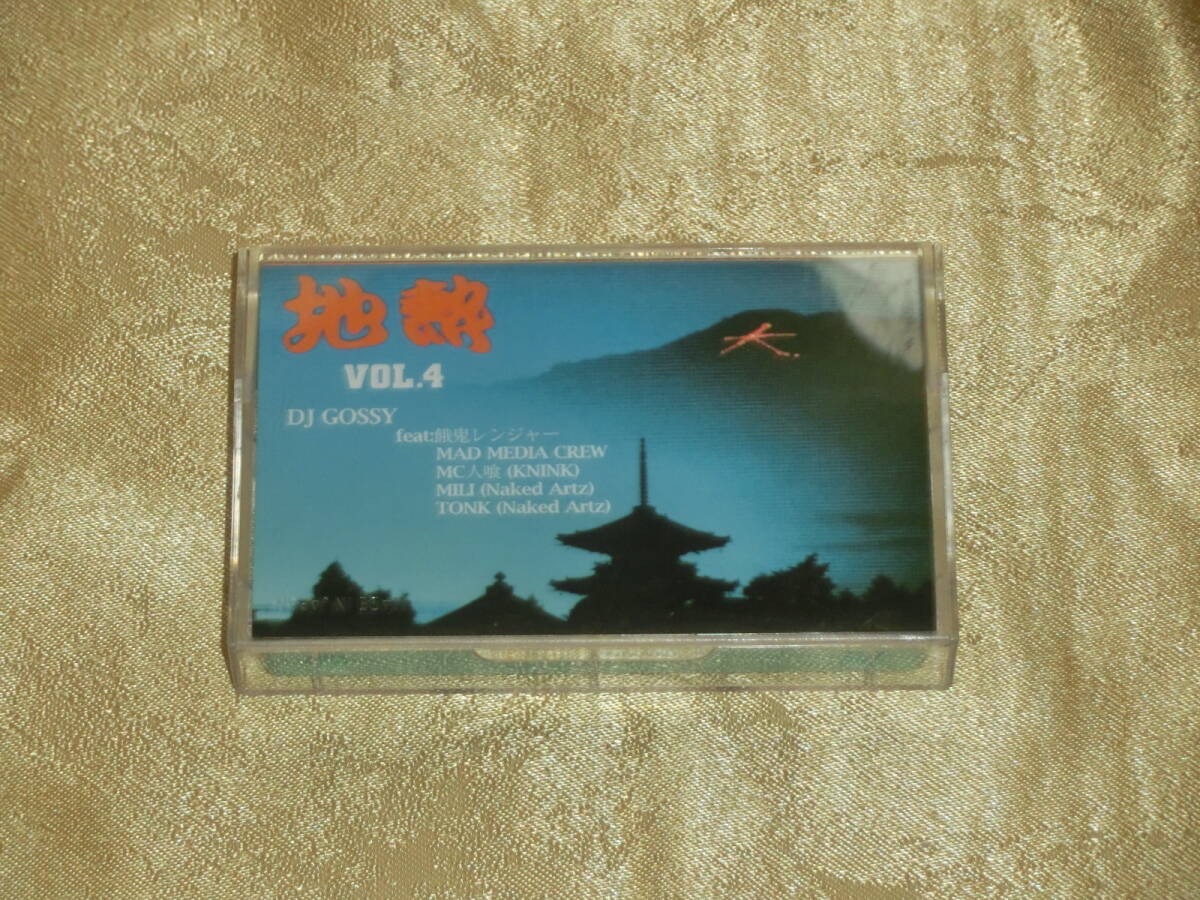 地熱
VOL.4
大
DJ GOSSY
feat:餓鬼レンジャー
MAD MEDIA CREW
MC人喰 (KNINK)
MILI (Naked Artz)
TONK (Naked Artz)